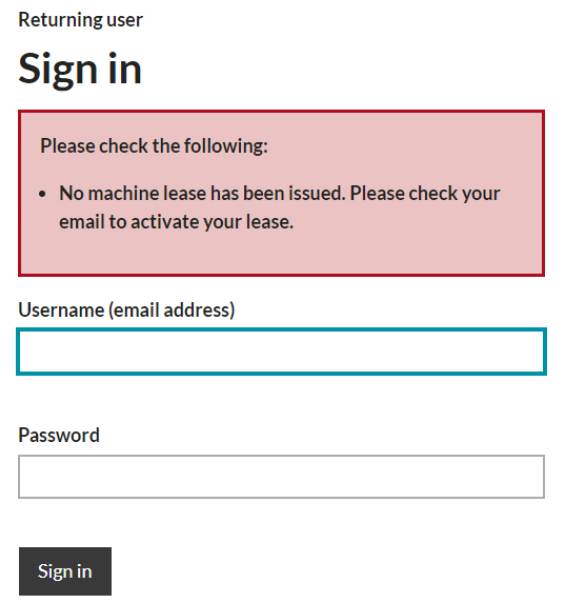 Returning user
Sign in
Please check the following:
• No machine lease has been issued. Please check your
email to activate your lease.
Username (email address)
Password
Sign in